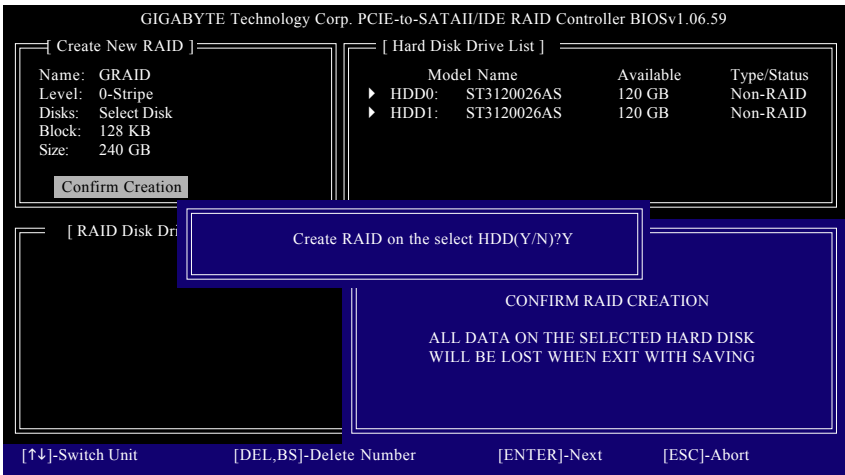 GIGABYTE Technology Corp. PCIE-to-SATAII/IDE RAID Controller BIOSv1.06.59
[ Create New RAID ]
Name: GRAID
Level: 0-Stripe
Disks: Select Disk
Block: 128 KB
Size: 240 GB
Confirm Creation
[ Hard Disk Drive List ]
Model Name Available Type/Status
HDD0: ST3120026AS 120 GB Non-RAID
HDD1: ST3120026AS 120 GB Non-RAID
[ RAID Disk Dri
Create RAID on the select HDD(Y/N)?Y
CONFIRM RAID CREATION
ALL DATA ON THE SELECTED HARD DISK
WILL BE LOST WHEN EXIT WITH SAVING
[↑↓]-Switch Unit [DEL,BS]-Delete Number [ENTER]-Next [ESC]-Abort